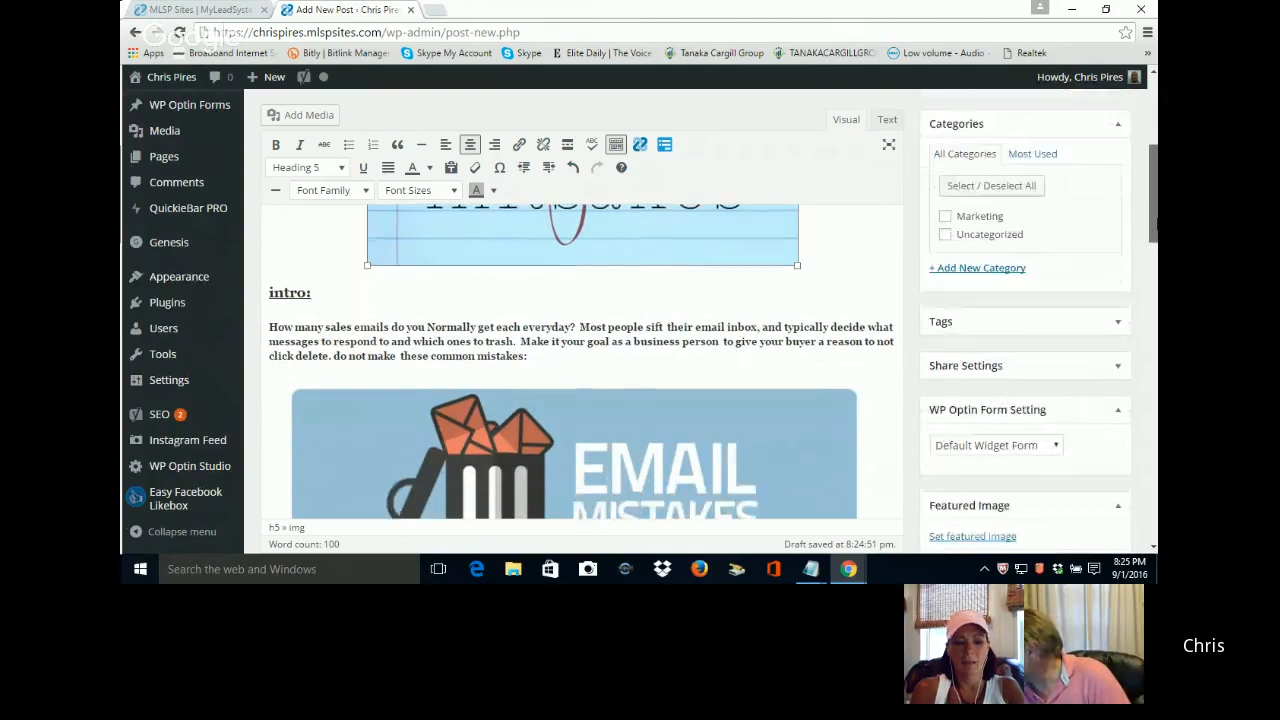 MLSP Sites | MyLeadSyste
Add New Post ‹ Chris Pires
https://chrispires.mlspsites.com/wp-admin/post-new.php
Google
Apps
Broadband Internet S
Bitly | Bitlink Manager
Skype My Account
Skype
E Elite Daily | The Voice
Tanaka Cargill Group
TANAKACARGILLGRO
Low volume - Audio
Realtek
»
Chris Pires
0
New
Howdy, Chris Pires
WP Optin Forms
Media
Pages
Comments
QuickieBar PRO
Genesis
Appearance
Plugins
Users
Tools
Settings
SEO 2
Instagram Feed
WP Optin Studio
Easy Facebook
Likebox
Collapse menu
Add Media
Visual
Text
B I ABC
Heading 5
U
A
Font Family
Font Sizes
A
intro:
How many sales emails do you Normally get each everyday? Most people sift their email inbox, and typically decide what
messages to respond to and which ones to trash. Make it your goal as a business person to give your buyer a reason to not
click delete. do not make these common mistakes:
EMAIL
MISTAKES
h5 » img
Word count: 100
Draft saved at 8:24:51 pm.
Categories
All Categories
Most Used
Select / Deselect All
Marketing
Uncategorized
+ Add New Category
Tags
Share Settings
WP Optin Form Setting
Default Widget Form
Featured Image
Set featured image
Search the web and Windows
8:25 PM
9/1/2016
Chris